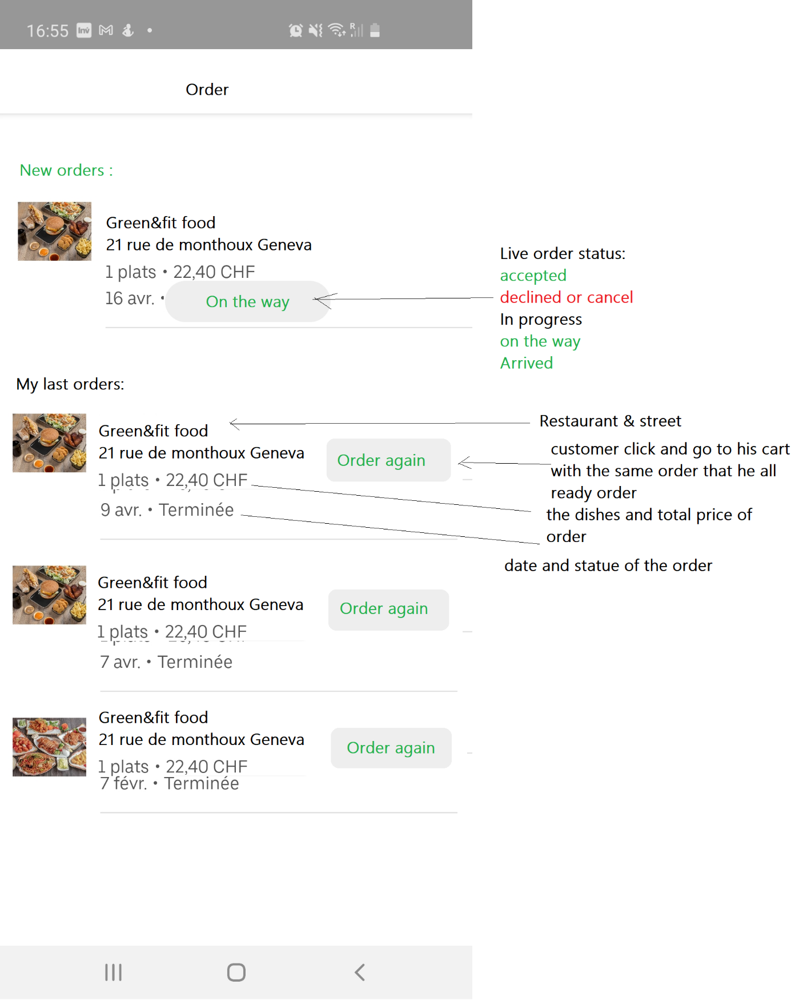 16:55
Order
New orders :
Green&fit food
21 rue de monthoux Geneva
1 plats • 22,40 CHF
16 avr. •
On the way
Live order status:
accepted
declined or cancel
In progress
on the way
Arrived
My last orders:
Green&fit food
21 rue de monthoux Geneva
1 plats • 22,40 CHF
9 avr. • Terminée
Order again
Restaurant & street
customer click and go to his cart
with the same order that he all
ready order
the dishes and total price of
order
date and statue of the order
Green&fit food
21 rue de monthoux Geneva
1 plats • 22,40 CHF
7 avr. • Terminée
Order again
Green&fit food
21 rue de monthoux Geneva
1 plats • 22,40 CHF
7 févr. • Terminée
Order again